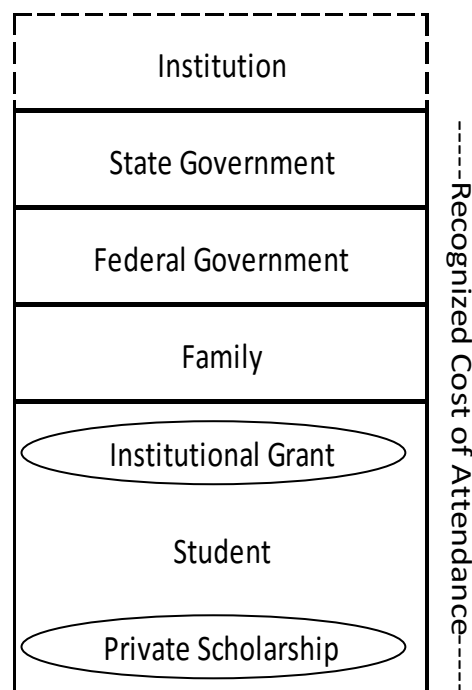 Institution
State Government
Federal Government
Family
Institutional Grant
Student
Private Scholarship
-----Recognized Cost of Attendance-----